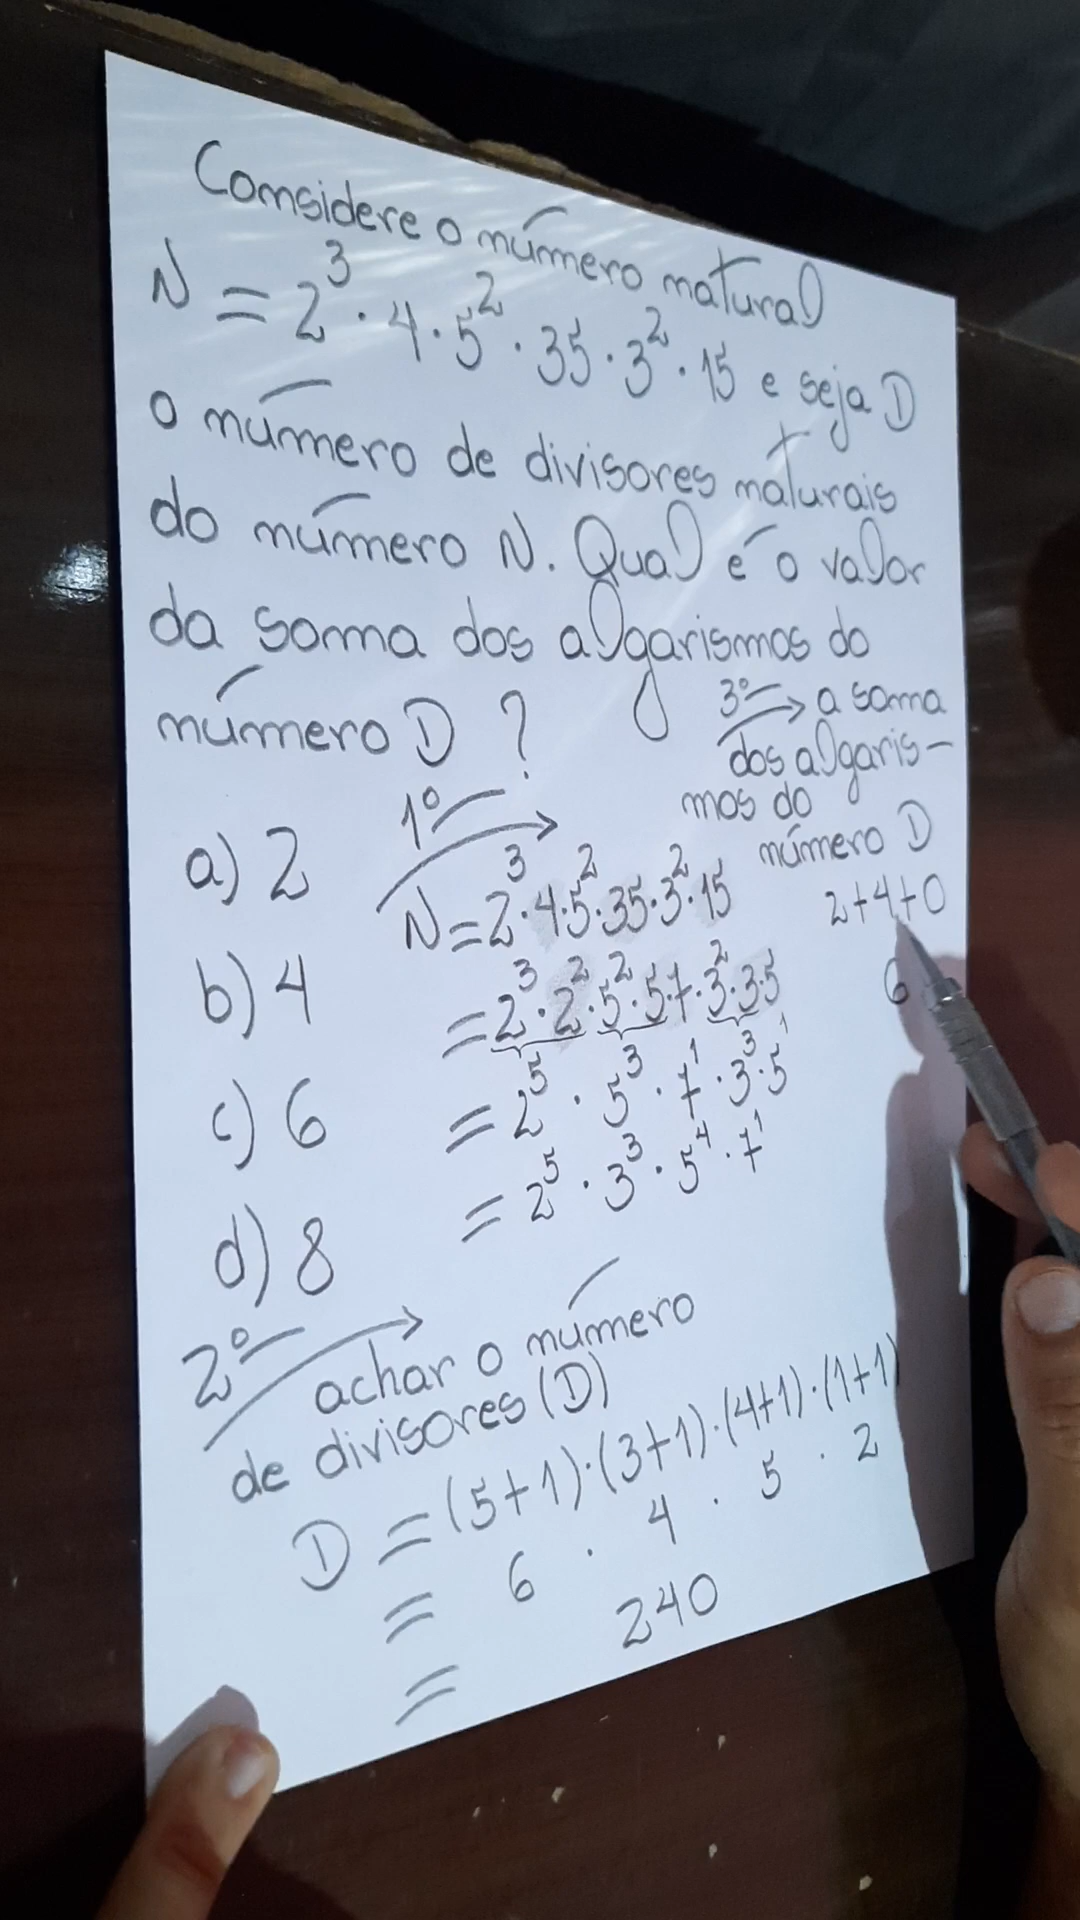 Considere o número natural
N = 2³ · 4 · 5² · 35 · 3² · 15 e seja D
o número de divisores naturais
do número N. Qual é o valor
da soma dos algarismos do
número D ?
a) 2
b) 4
c) 6
d) 8
1º
N = 2³ · 4 · 5² · 35 · 3² · 15
= 2³ · 2² · 5² · 5 · 7 · 3² · 3 · 5
= 2⁵ · 5³ · 7¹ · 3³ · 5¹
= 2⁵ · 3³ · 5⁴ · 7¹
2º
achar o número
de divisores (D)
D = (5+1) · (3+1) · (4+1) · (1+1)
= 6 · 4 · 5 · 2
= 240
3º → a soma
dos algaris-
mos do
número D
2+4+0
6